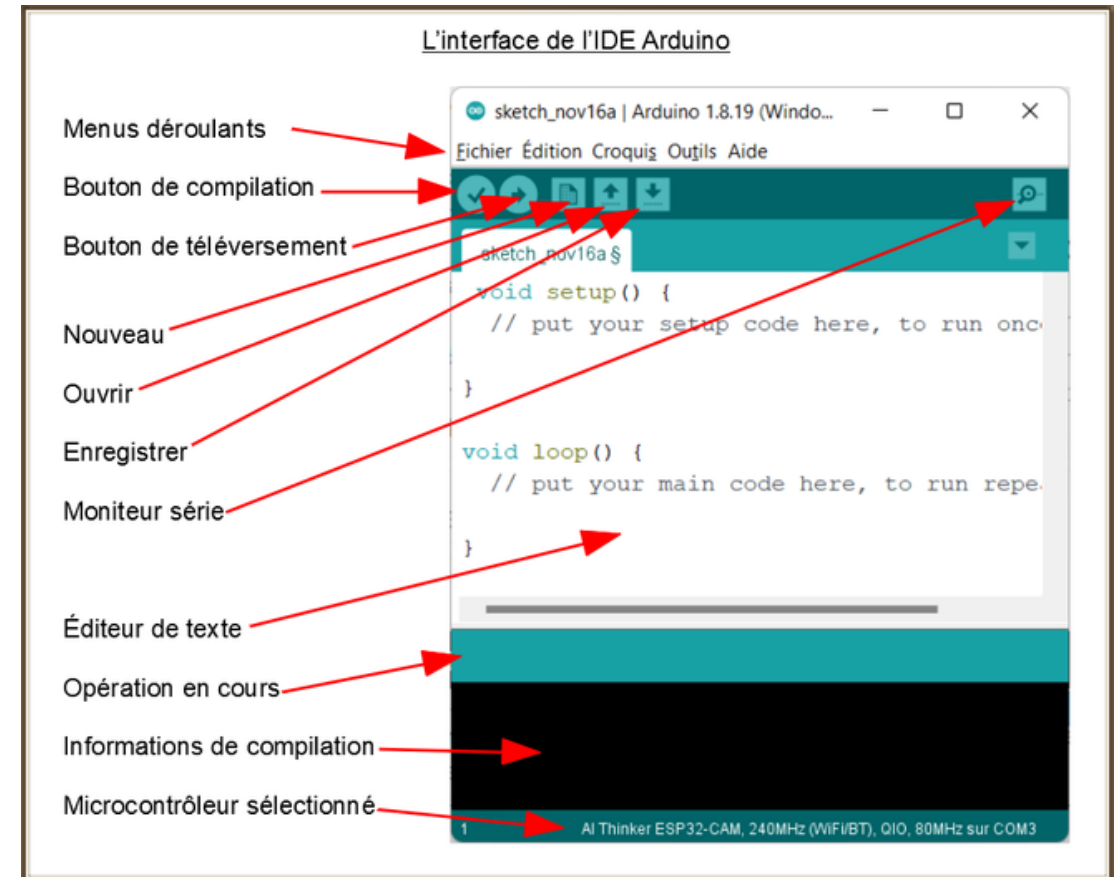 L'interface de l'IDE Arduino
sketch_nov16a | Arduino 1.8.19 (Windo...
Menus déroulants
Fichier Édition Croquis Outils Aide
Bouton de compilation
Bouton de téléversement
sketch_nov16a §
void setup() {
Nouveau
// put your setup code here, to run onc
Ouvrir
}
Enregistrer
void loop() {
// put your main code here, to run repe
Moniteur série
}
Éditeur de texte
Opération en cours
Informations de compilation
Microcontrôleur sélectionné
1
AI Thinker ESP32-CAM, 240MHz (WiFi/BT), QIO, 80MHz sur COM3